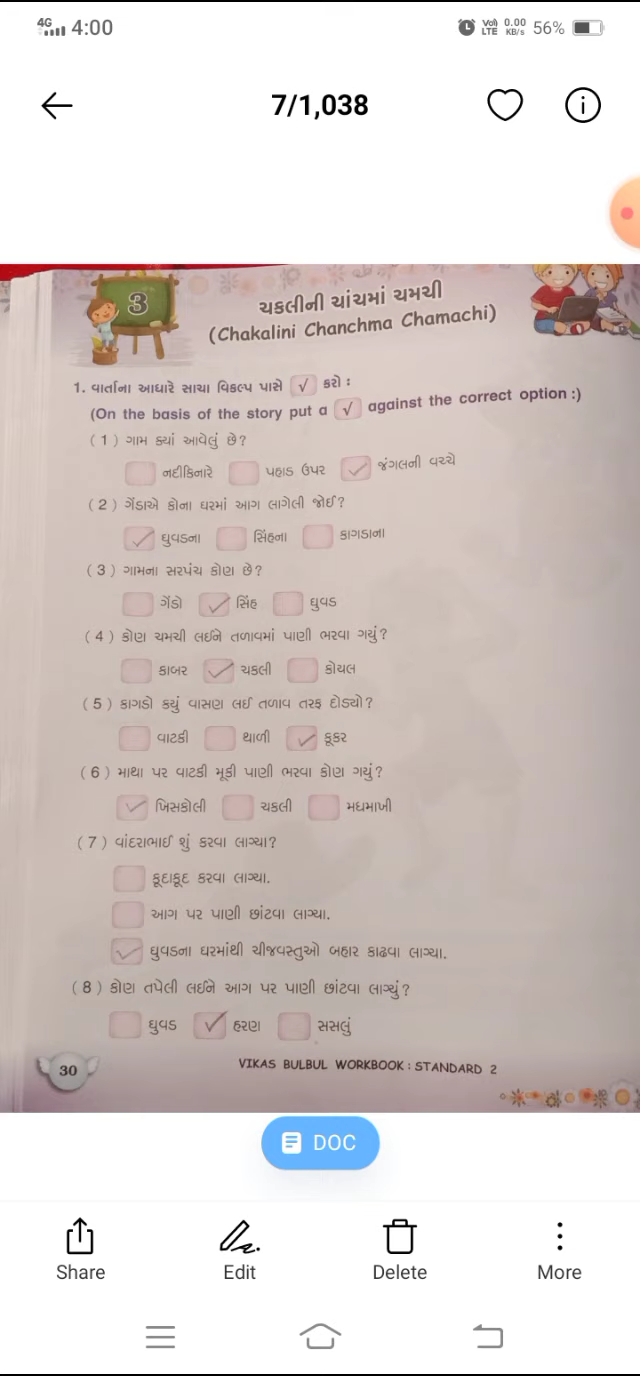 4G 4:00 Vo) LTE 0.00 KB/s 56%
7/1,038
3
ચકલીની ચાંચમાં ચમચી
(Chakalini Chanchma Chamachi)
1. વાર્તાના આધારે સાચા વિકલ્પ પાસે √ કરો :
(On the basis of the story put a √ against the correct option :)
( 1 ) ગામ ક્યાં આવેલું છે?
નદીકિનારે પહાડ ઉપર ✓ જંગલની વચ્ચે
( 2 ) ગેંડાએ કોના ઘરમાં આગ લાગેલી જોઈ?
✓ ઘુવડના સિંહના કાગડાના
( 3 ) ગામના સરપંચ કોણ છે?
ગેંડો ✓ સિંહ ઘુવડ
( 4 ) કોણ ચમચી લઈને તળાવમાં પાણી ભરવા ગયું?
કાબર ✓ ચકલી કોયલ
( 5 ) કાગડો કયું વાસણ લઈ તળાવ તરફ દોડ્યો?
વાટકી થાળી ✓ કૂકર
( 6 ) માથા પર વાટકી મૂકી પાણી ભરવા કોણ ગયું?
✓ ખિસકોલી ચકલી મધમાખી
( 7 ) વાંદરાભાઈ શું કરવા લાગ્યા?
કૂદાકૂદ કરવા લાગ્યા.
આગ પર પાણી છાંટવા લાગ્યા.
✓ ઘુવડના ઘરમાંથી ચીજવસ્તુઓ બહાર કાઢવા લાગ્યા.
( 8 ) કોણ તપેલી લઈને આગ પર પાણી છાંટવા લાગ્યું?
ઘુવડ ✓ હરણ સસલું
30 VIKAS BULBUL WORKBOOK : STANDARD 2
DOC
Share Edit Delete More